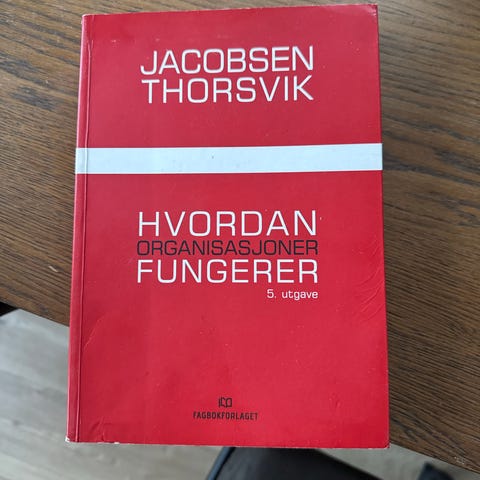 JACOBSEN
THORSVIK
HVORDAN
ORGANISASJONER
FUNGERER
5. utgave
FAGBOKFORLAGET